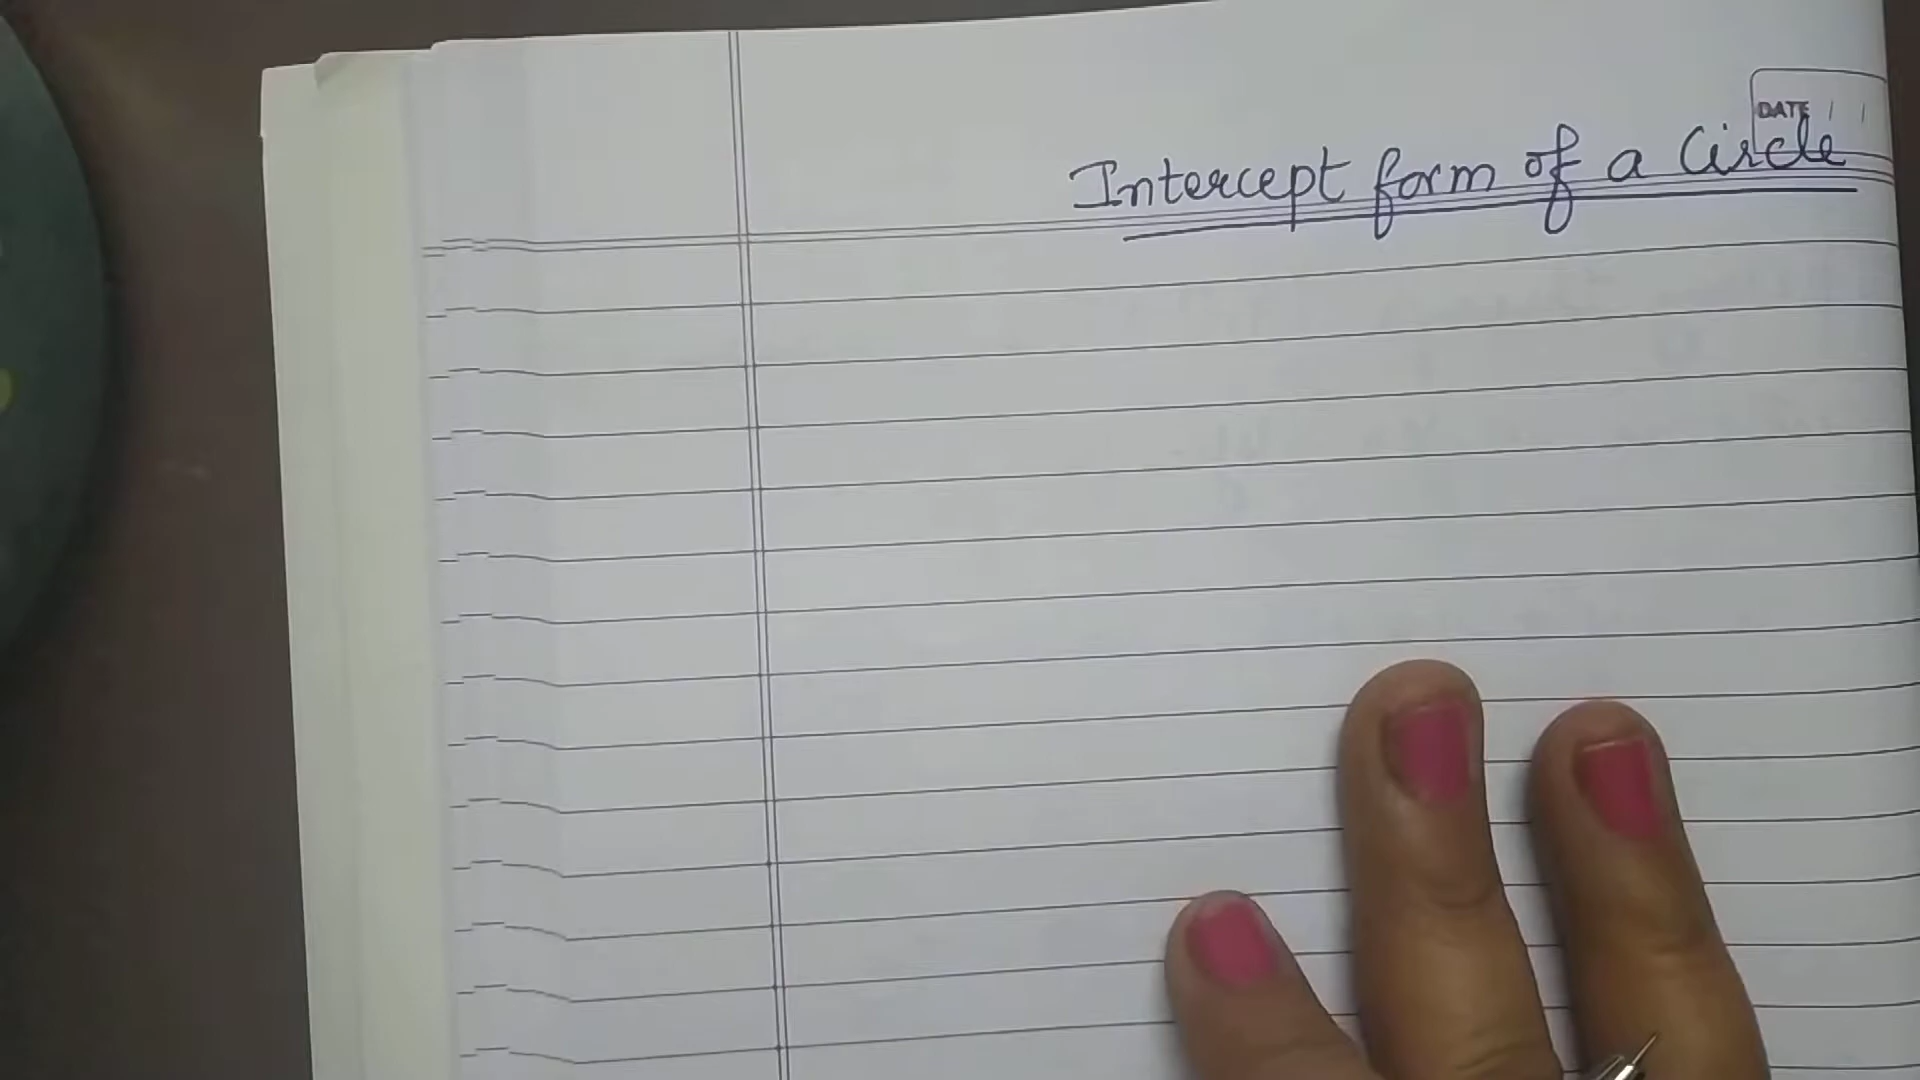 DATE / /
Intercept form of a Circle